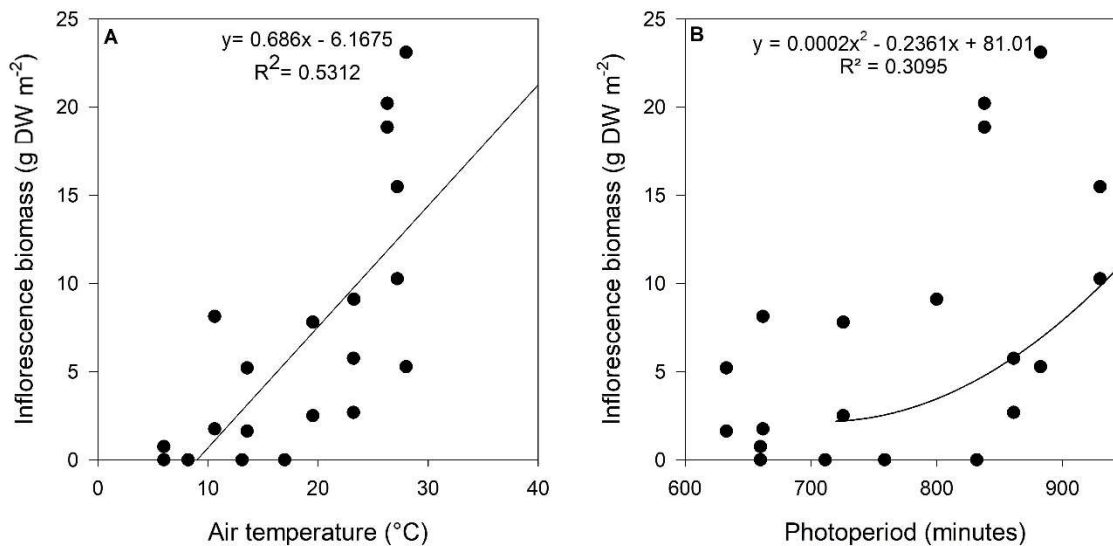 A
y= 0.686x - 6.1675
R²= 0.5312
Inflorescence biomass (g DW m⁻²)
25
20
15
10
5
0
0 10 20 30 40
Air temperature (°C)
B
y = 0.0002x² - 0.2361x + 81.01
R² = 0.3095
Inflorescence biomass (g DW m⁻²)
25
20
15
10
5
0
600 700 800 900
Photoperiod (minutes)